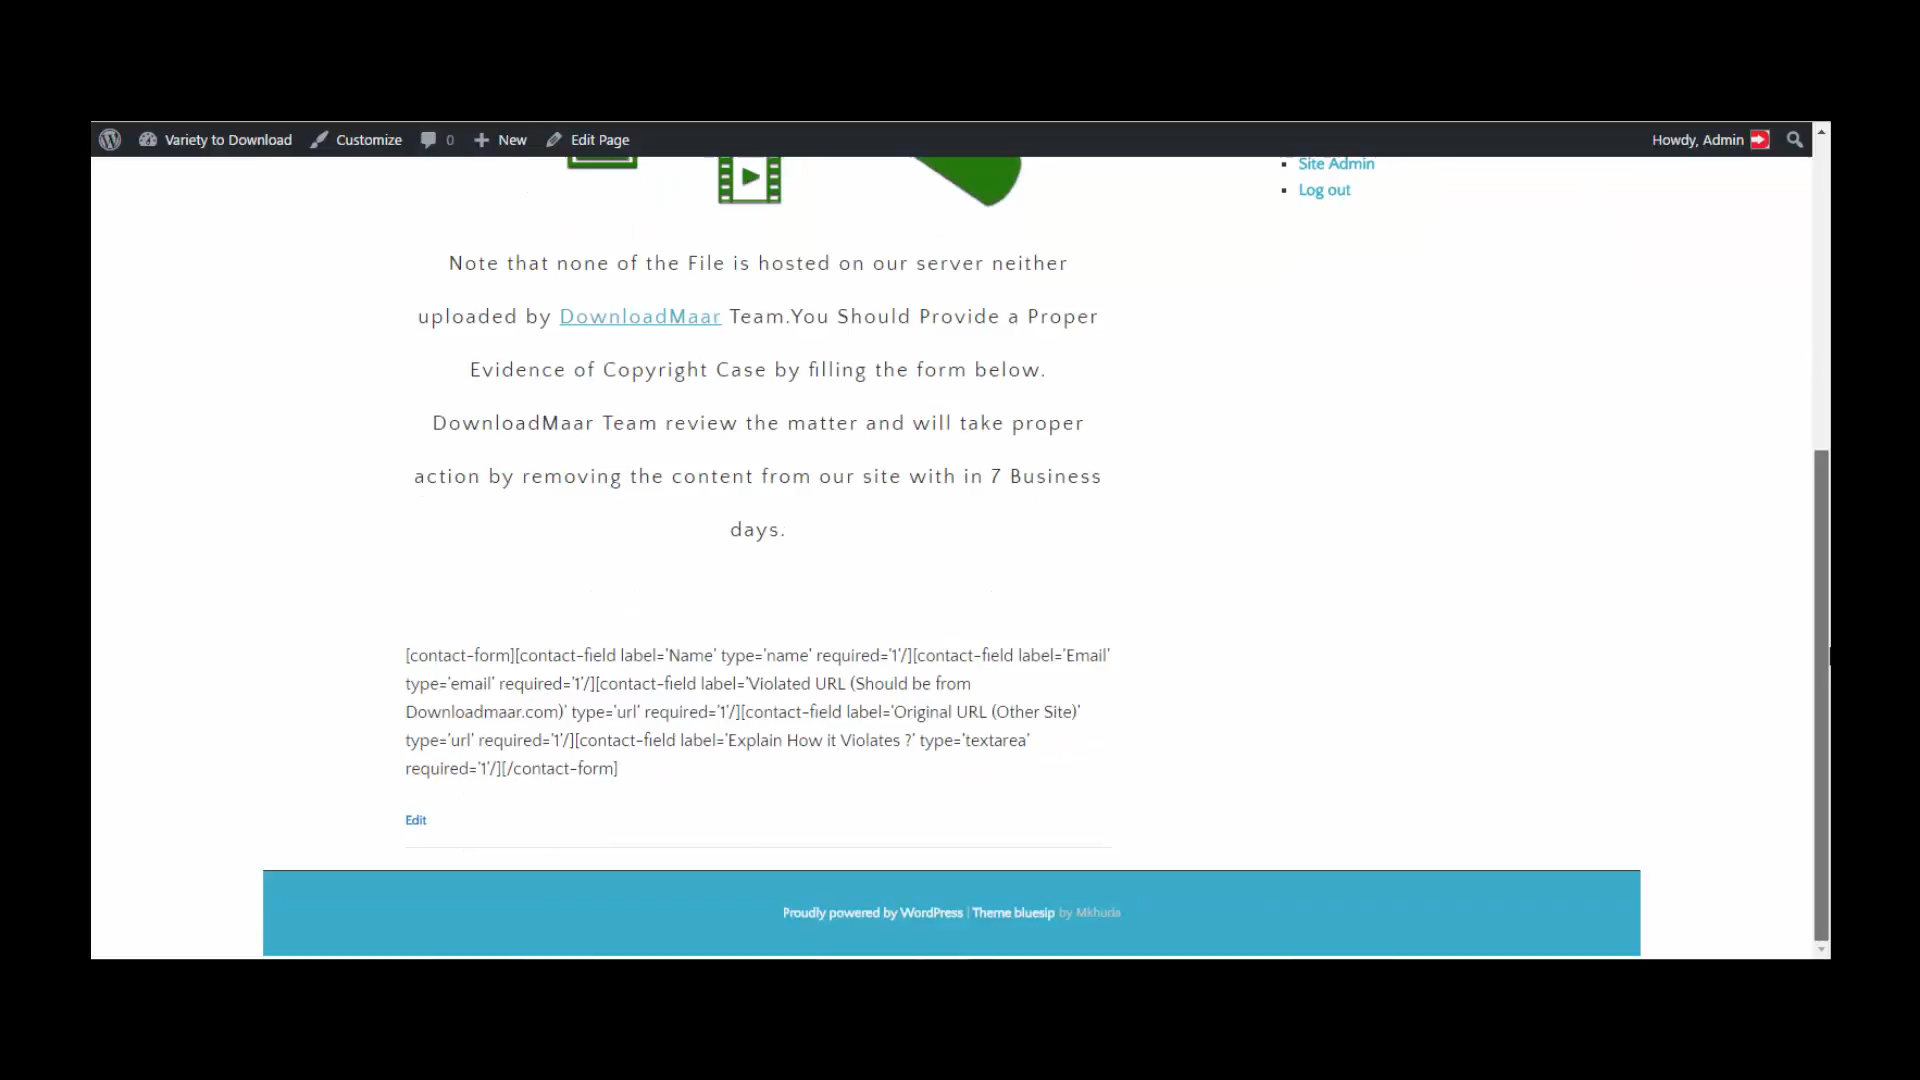 Variety to Download Customize 0 New Edit Page Howdy, Admin
Site Admin
Log out
Note that none of the File is hosted on our server neither
uploaded by DownloadMaar Team.You Should Provide a Proper
Evidence of Copyright Case by filling the form below.
DownloadMaar Team review the matter and will take proper
action by removing the content from our site with in 7 Business
days.
[contact-form][contact-field label=‘Name’ type=‘name’ required=‘1’/][contact-field label=‘Email’
type=‘email’ required=‘1’/][contact-field label=‘Violated URL (Should be from
Downloadmaar.com)’ type=‘url’ required=‘1’/][contact-field label=‘Original URL (Other Site)’
type=‘url’ required=‘1’/][contact-field label=‘Explain How it Violates ?’ type=‘textarea’
required=‘1’/][/contact-form]
Edit
Proudly powered by WordPress | Theme bluesip by Mkhuda